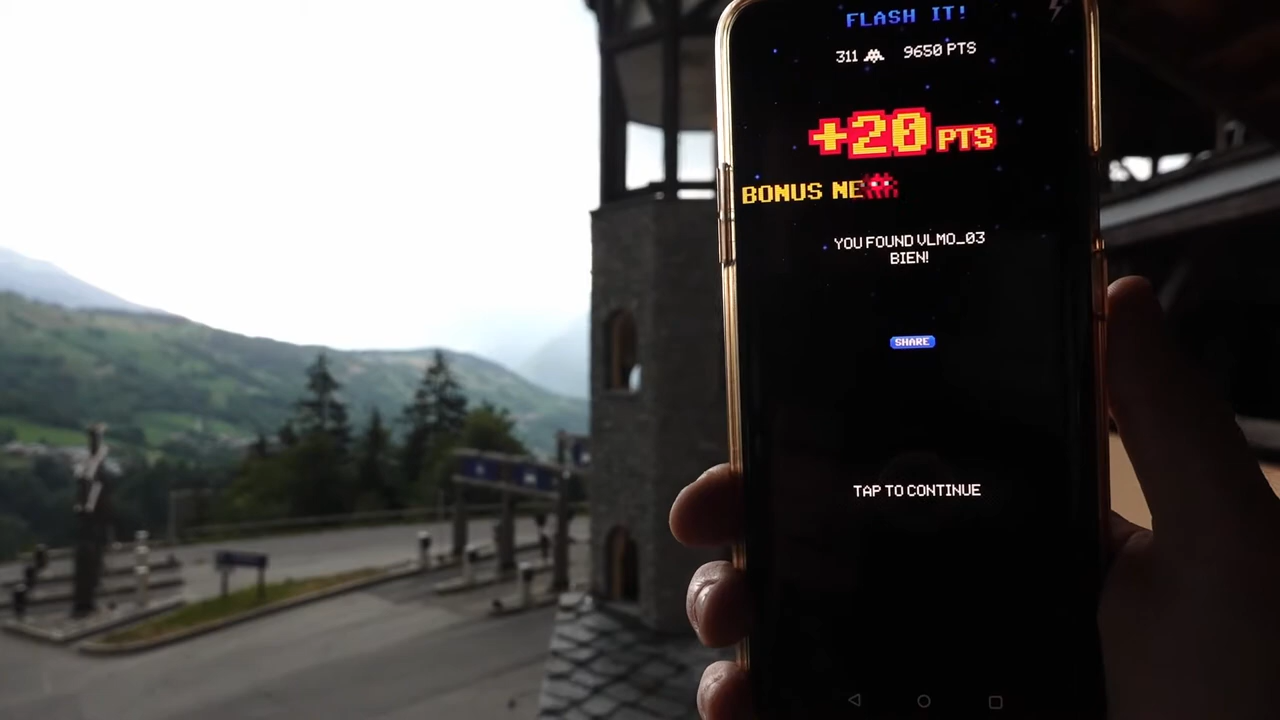 FLASH IT!
311 9650 PTS
+20 PTS
BONUS NE
YOU FOUND VLMO_03
BIEN!
SHARE
TAP TO CONTINUE